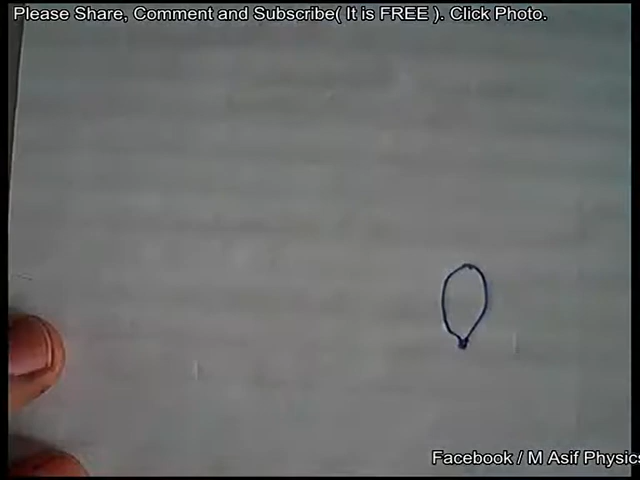 Please Share, Comment and Subscribe( It is FREE ). Click Photo.
Facebook / M Asif Physics